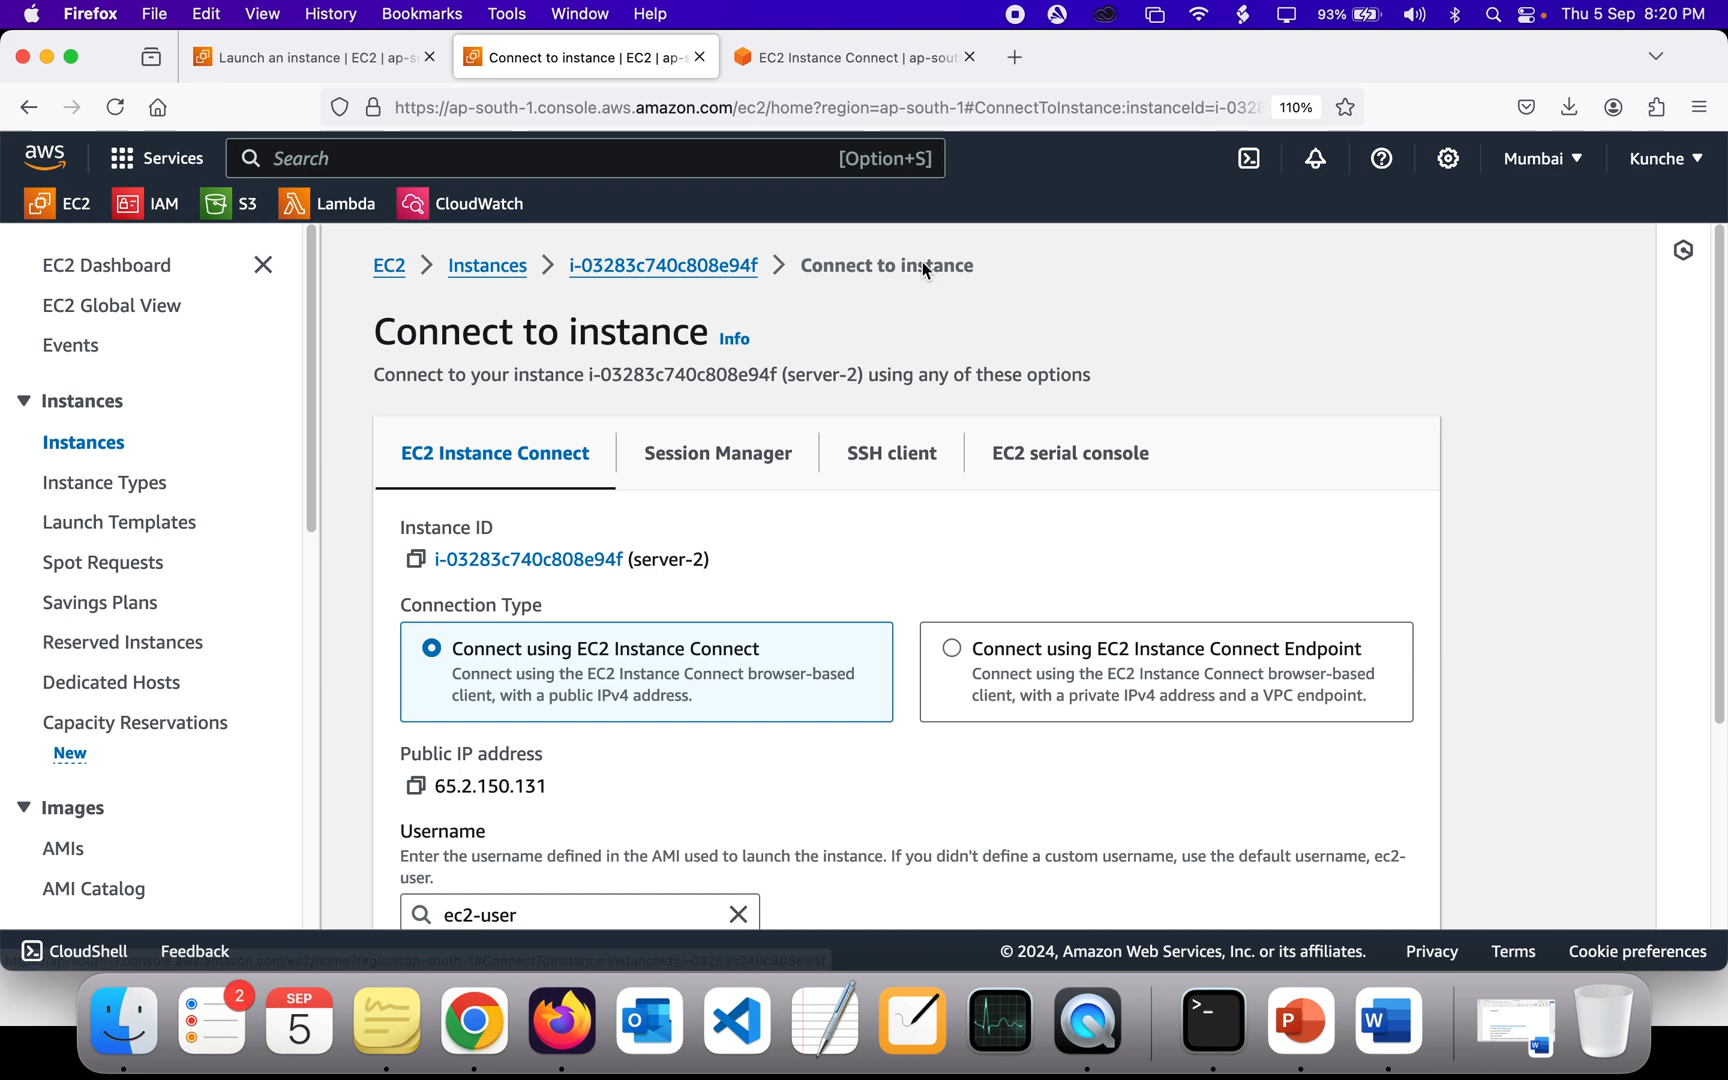 Firefox File Edit View History Bookmarks Tools Window Help 93% Thu 5 Sep 8:20 PM
Launch an instance | EC2 | ap-s
Connect to instance | EC2 | ap-s
EC2 Instance Connect | ap-sout
https://ap-south-1.console.aws.amazon.com/ec2/home?region=ap-south-1#ConnectToInstance:instanceId=i-0328 110%
aws Services Search [Option+S] Mumbai Kunche
EC2 IAM S3 Lambda CloudWatch
EC2 Dashboard
EC2 Global View
Events
Instances
Instances
Instance Types
Launch Templates
Spot Requests
Savings Plans
Reserved Instances
Dedicated Hosts
Capacity Reservations
New
Images
AMIs
AMI Catalog
EC2 Instances i-03283c740c808e94f Connect to instance
Connect to instance Info
Connect to your instance i-03283c740c808e94f (server-2) using any of these options
EC2 Instance Connect Session Manager SSH client EC2 serial console
Instance ID
i-03283c740c808e94f (server-2)
Connection Type
Connect using EC2 Instance Connect
Connect using the EC2 Instance Connect browser-based
client, with a public IPv4 address.
Connect using EC2 Instance Connect Endpoint
Connect using the EC2 Instance Connect browser-based
client, with a private IPv4 address and a VPC endpoint.
Public IP address
65.2.150.131
Username
Enter the username defined in the AMI used to launch the instance. If you didn't define a custom username, use the default username, ec2-
user.
ec2-user
CloudShell Feedback © 2024, Amazon Web Services, Inc. or its affiliates. Privacy Terms Cookie preferences
2
SEP
5